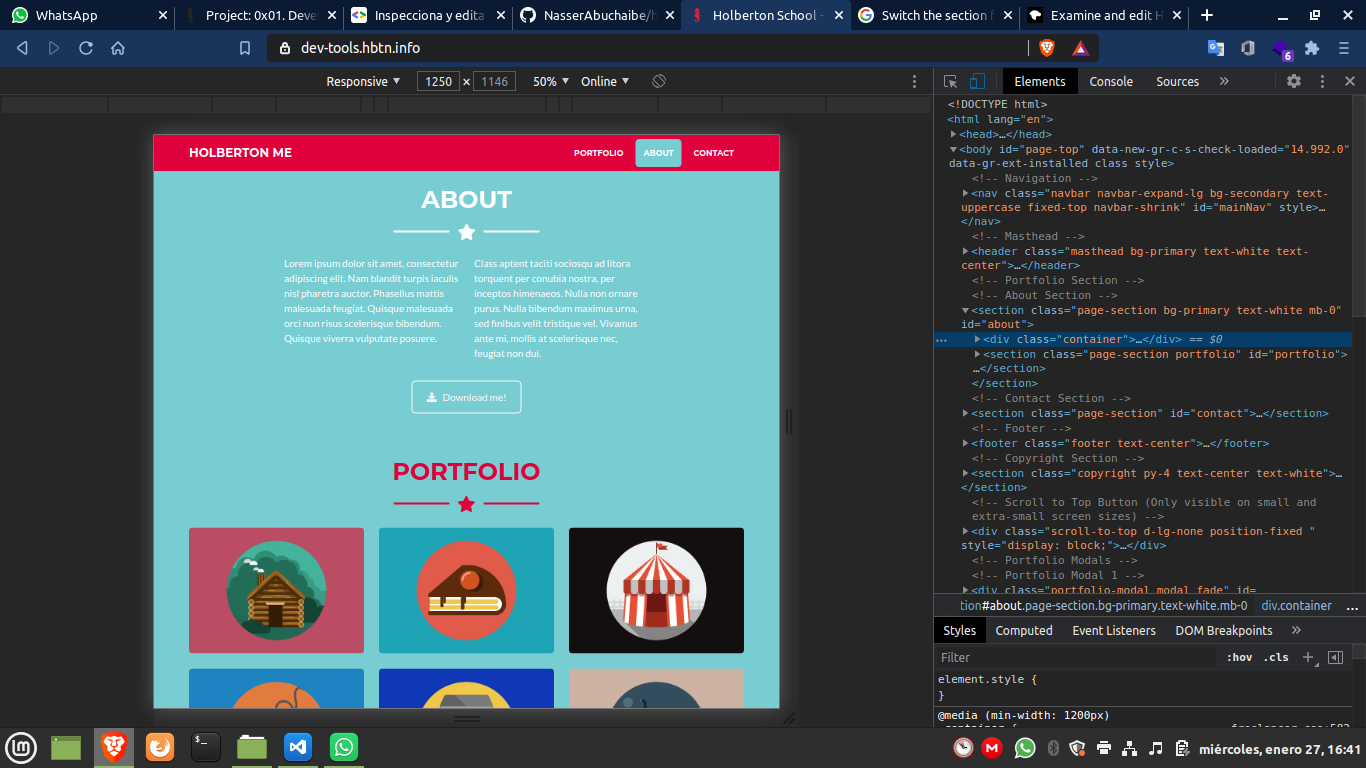 WhatsApp
Project: 0x01. Devel
Inspecciona y edita
NasserAbuchaibe/h
Holberton School -
Switch the section f
Examine and edit H
dev-tools.hbtn.info
6
Responsive
1250 × 1146
50%
Online
HOLBERTON ME
PORTFOLIO
ABOUT
CONTACT
ABOUT
Lorem ipsum dolor sit amet, consectetur
adipiscing elit. Nam blandit turpis iaculis
nisl pharetra auctor. Phasellus mattis
malesuada feugiat. Quisque malesuada
orci non risus scelerisque bibendum.
Quisque viverra vulputate posuere.
Class aptent taciti sociosqu ad litora
torquent per conubia nostra, per
inceptos himenaeos. Nulla non ornare
purus. Nulla bibendum maximus urna,
sed finibus velit tristique vel. Vivamus
ante mi, mollis at scelerisque nec,
feugiat non dui.
Download me!
PORTFOLIO
Elements
Console
Sources
»
<!DOCTYPE html>
<html lang="en">
<head>…</head>
<body id="page-top" data-new-gr-c-s-check-loaded="14.992.0"
data-gr-ext-installed class style>
<!-- Navigation -->
<nav class="navbar navbar-expand-lg bg-secondary text-
uppercase fixed-top navbar-shrink" id="mainNav" style>…
</nav>
<!-- Masthead -->
<header class="masthead bg-primary text-white text-
center">…</header>
<!-- Portfolio Section -->
<!-- About Section -->
<section class="page-section bg-primary text-white mb-0"
id="about">
<div class="container">…</div> == $0
<section class="page-section portfolio" id="portfolio">
…</section>
</section>
<!-- Contact Section -->
<section class="page-section" id="contact">…</section>
<!-- Footer -->
<footer class="footer text-center">…</footer>
<!-- Copyright Section -->
<section class="copyright py-4 text-center text-white">…
</section>
<!-- Scroll to Top Button (Only visible on small and
extra-small screen sizes) -->
<div class="scroll-to-top d-lg-none position-fixed "
style="display: block;">…</div>
<!-- Portfolio Modals -->
<!-- Portfolio Modal 1 -->
<div class="portfolio-modal modal fade" id=
tion#about.page-section.bg-primary.text-white.mb-0
div.container
...
Styles
Computed
Event Listeners
DOM Breakpoints
»
Filter
:hov .cls
element.style {
}
@media (min-width: 1200px)
.container {
freelancer.css:582
miércoles, enero 27, 16:41